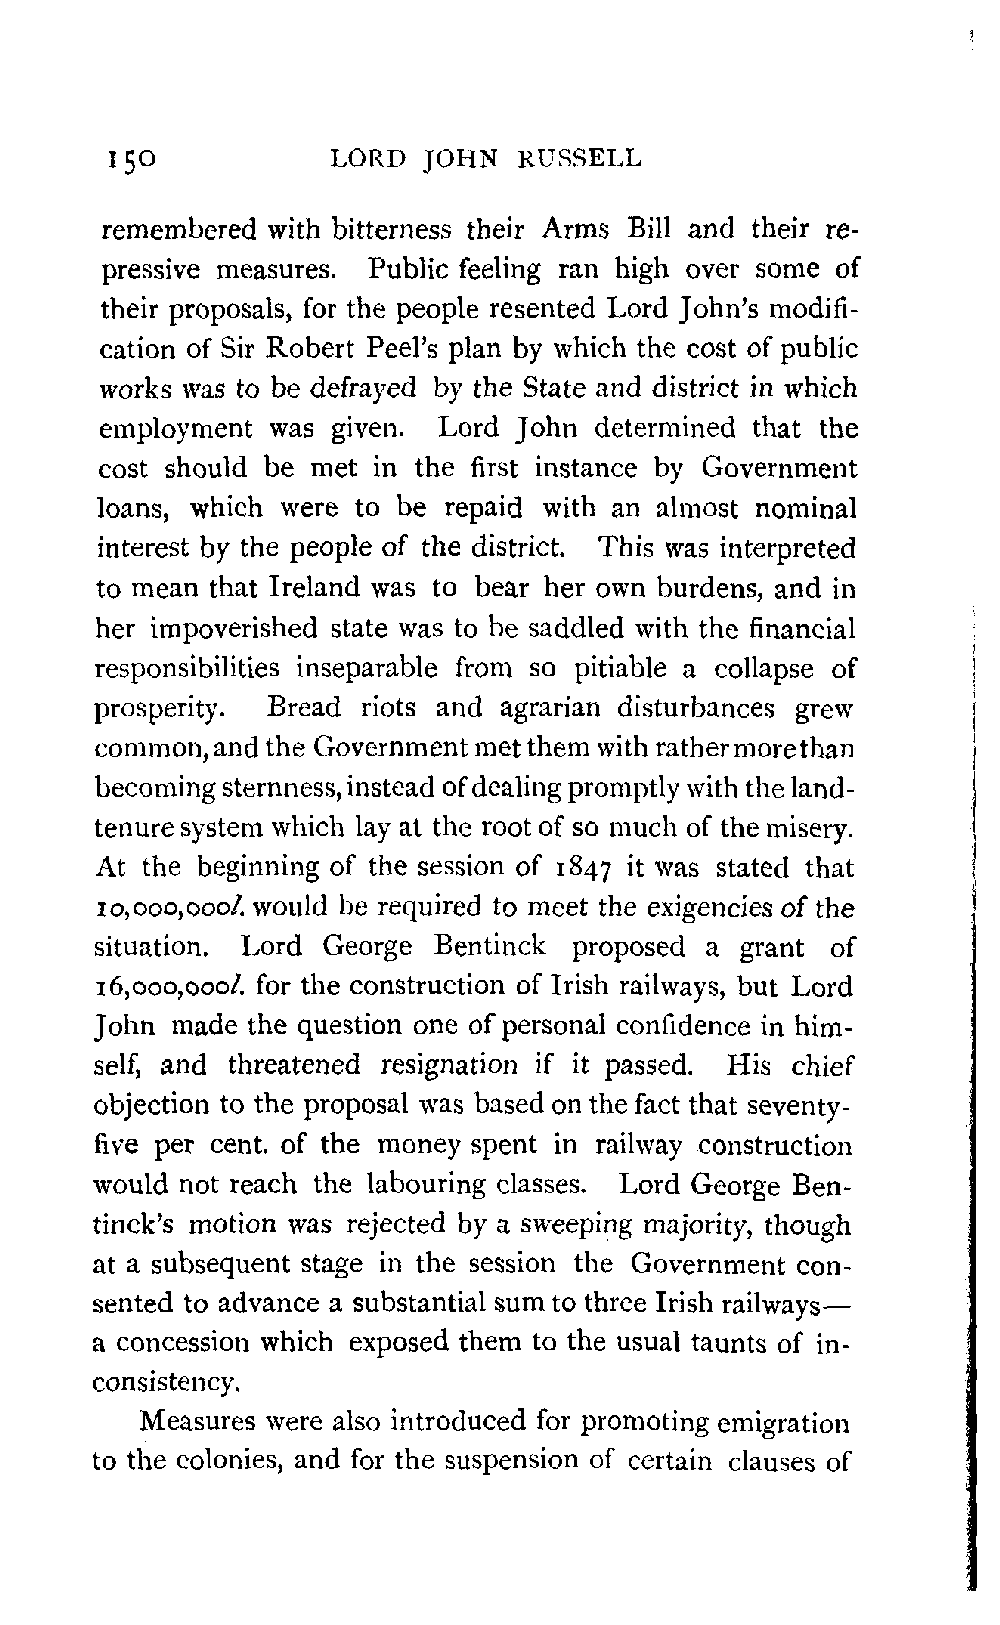 150 LORD JOHN RUSSELL
remembered with bitterness their Arms Bill and their re-
pressive measures. Public feeling ran high over some of
their proposals, for the people resented Lord John's modifi-
cation of Sir Robert Peel's plan by which the cost of public
works was to be defrayed by the State and district in which
employment was given. Lord John determined that the
cost should be met in the first instance by Government
loans, which were to be repaid with an almost nominal
interest by the people of the district. This was interpreted
to mean that Ireland was to bear her own burdens, and in
her impoverished state was to be saddled with the financial
responsibilities inseparable from so pitiable a collapse of
prosperity. Bread riots and agrarian disturbances grew
common, and the Government met them with rather more than
becoming sternness, instead of dealing promptly with the land-
tenure system which lay at the root of so much of the misery.
At the beginning of the session of 1847 it was stated that
10,000,000l. would be required to meet the exigencies of the
situation. Lord George Bentinck proposed a grant of
16,000,000l. for the construction of Irish railways, but Lord
John made the question one of personal confidence in him-
self, and threatened resignation if it passed. His chief
objection to the proposal was based on the fact that seventy-
five per cent. of the money spent in railway construction
would not reach the labouring classes. Lord George Ben-
tinck's motion was rejected by a sweeping majority, though
at a subsequent stage in the session the Government con-
sented to advance a substantial sum to three Irish railways—
a concession which exposed them to the usual taunts of in-
consistency.
Measures were also introduced for promoting emigration
to the colonies, and for the suspension of certain clauses of